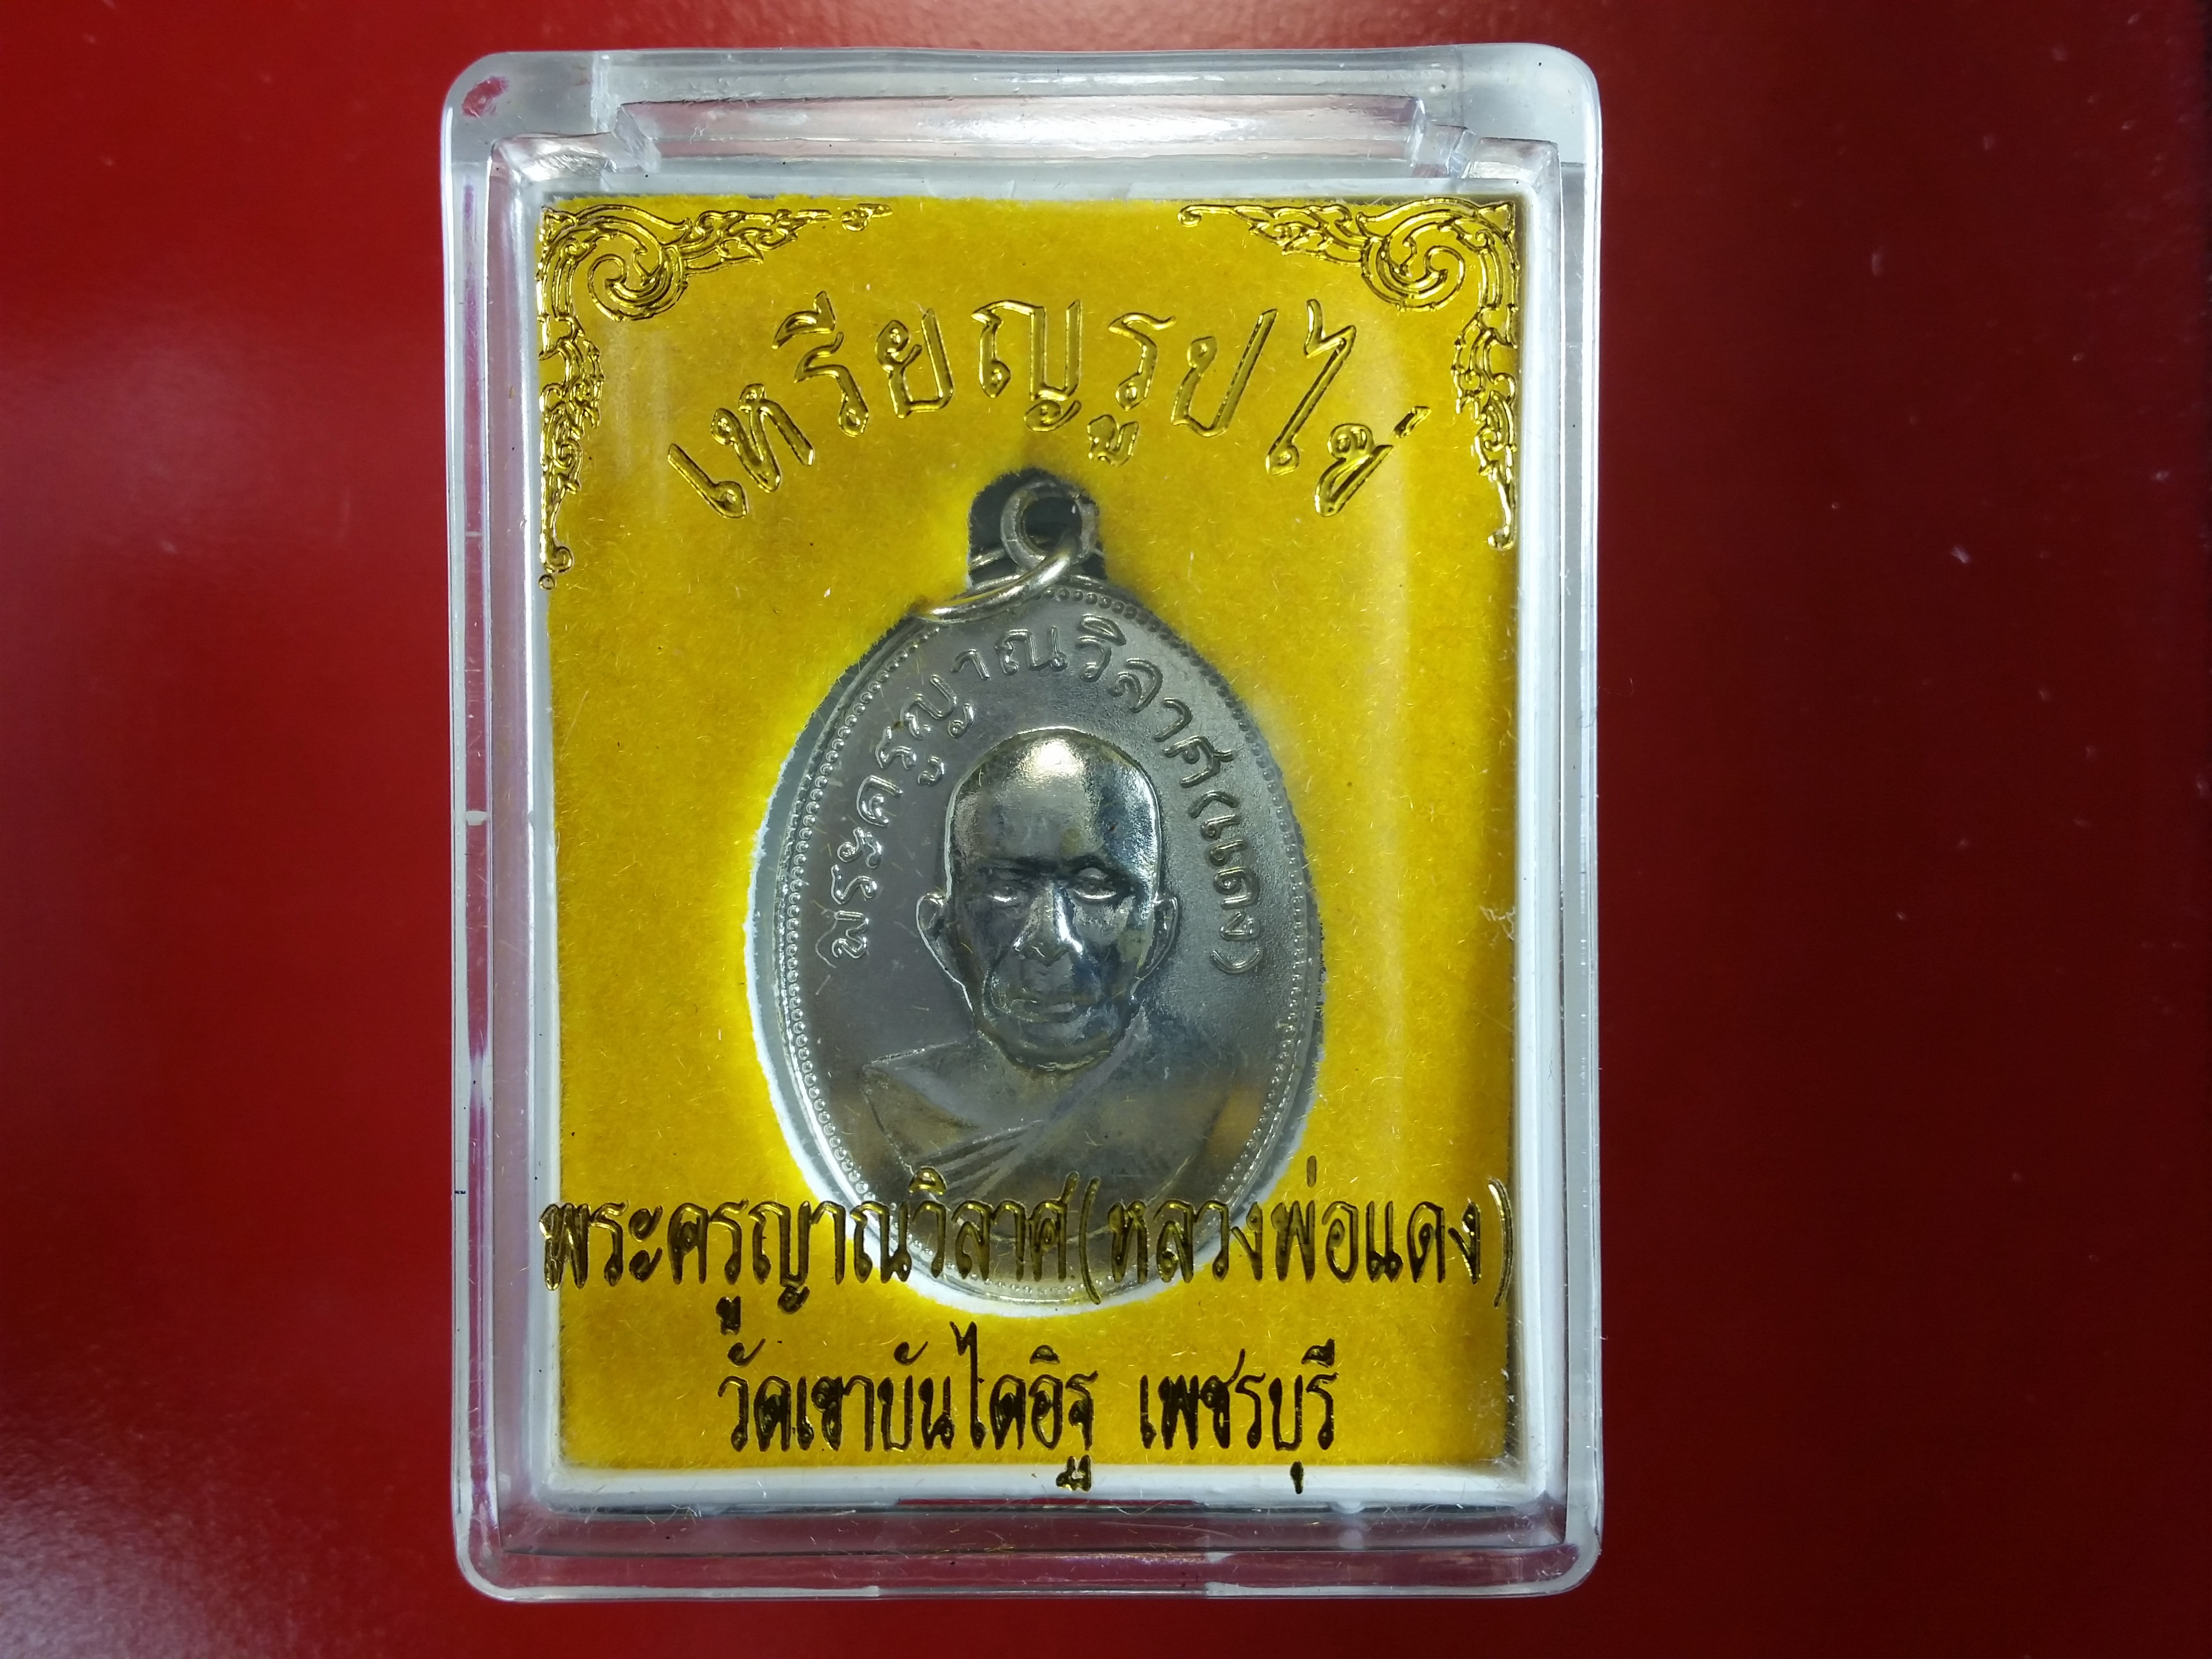 เหรียญรูปไข่
พระครูญาณวิลาศ(แดง)
พระครูญาณวิลาศ(หลวงพ่อแดง)
วัดเขาบันไดอิฐ เพชรบุรี